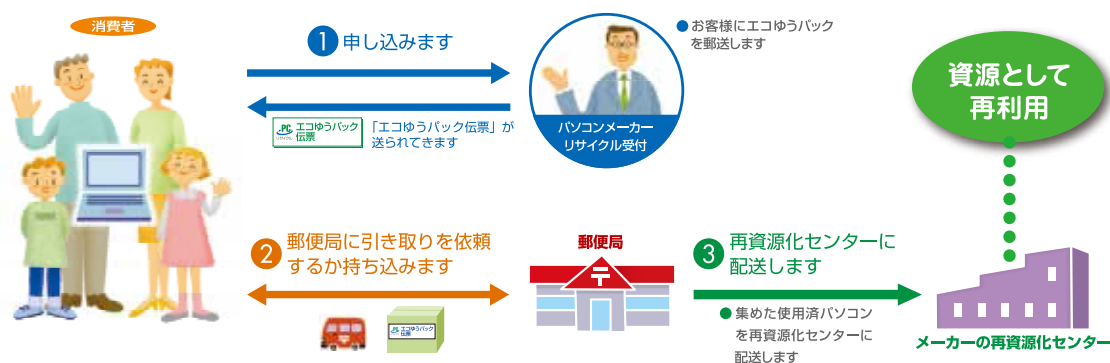 消費者
1 申し込みます
PC
リサイクル
エコゆうパック
伝票
「エコゆうパック伝票」が
送られてきます
パソコンメーカー
リサイクル受付
●お客様にエコゆうパック
を郵送します
2 郵便局に引き取りを依頼
するか持ち込みます
エコゆうパック
伝票
郵便局
〒
3 再資源化センターに
配送します
●集めた使用済パソコン
を再資源化センターに
配送します
資源として
再利用
メーカーの再資源化センター